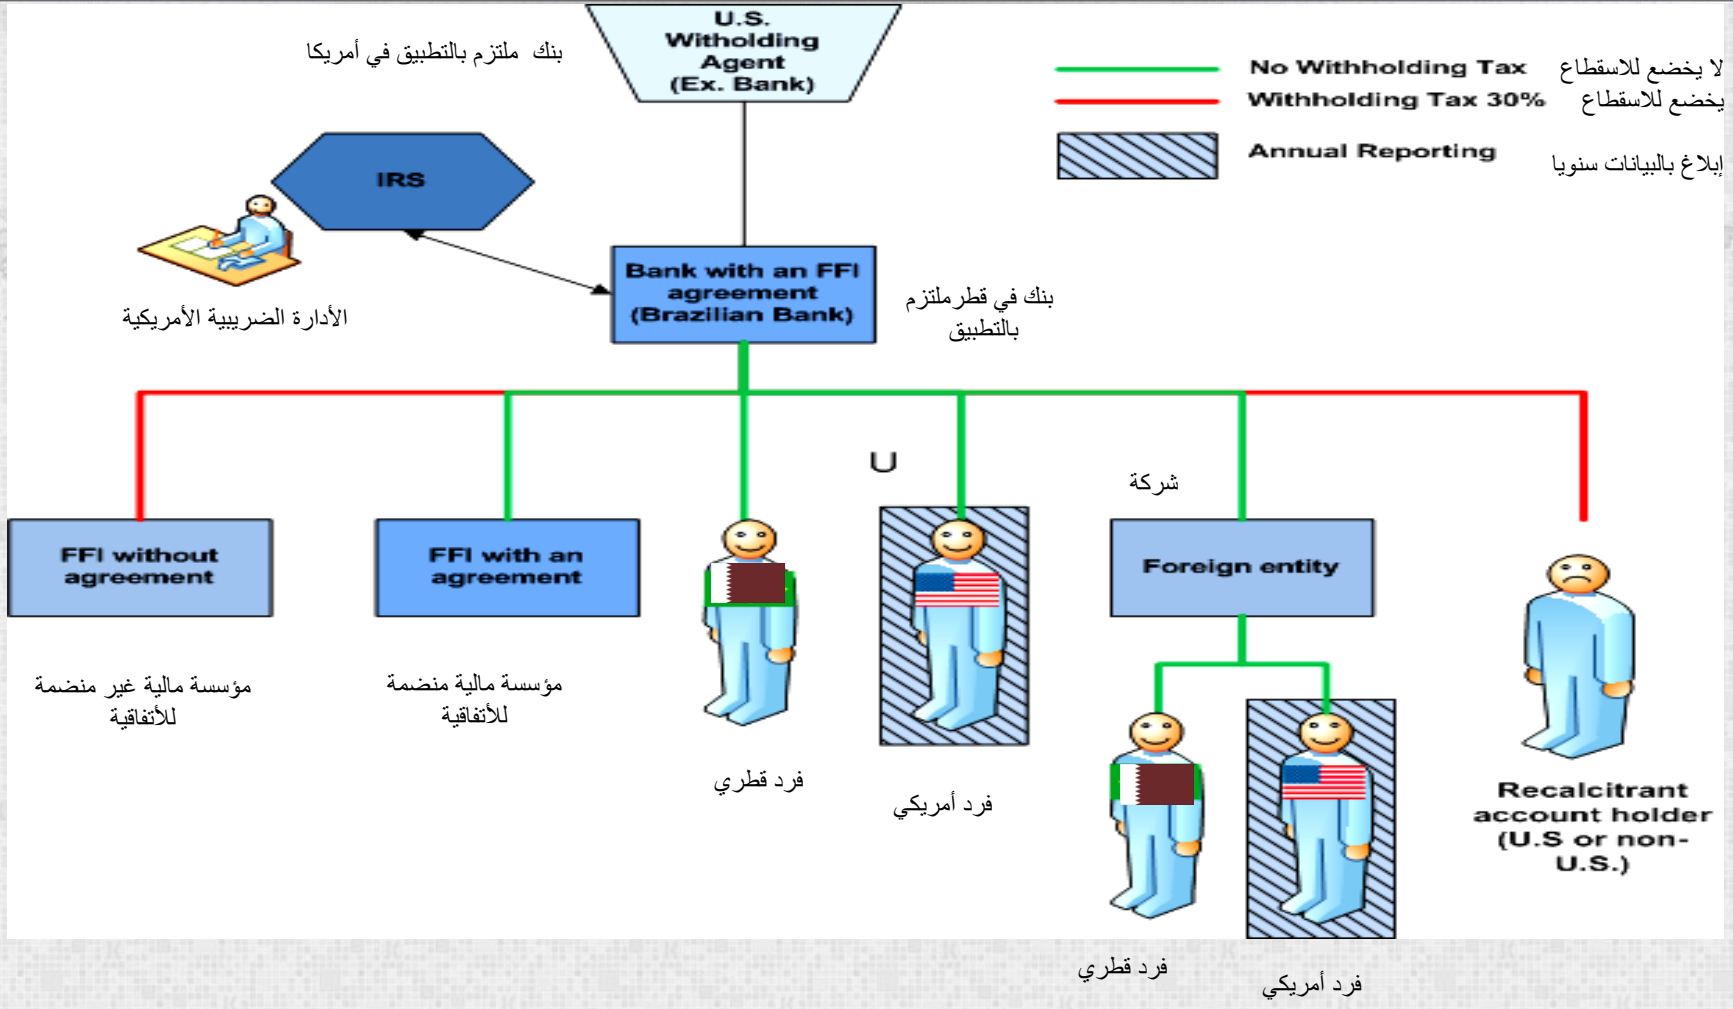 U.S.
Witholding
Agent
(Ex. Bank)
بنك ملتزم بالتطبيق في أمريكا
No Withholding Tax لا يخضع للاسقطاع
Withholding Tax 30% يخضع للاسقطاع
Annual Reporting إبلاغ بالبيانات سنويا
IRS
الأدارة الضريبية الأمريكية
Bank with an FFI
agreement
(Brazilian Bank)
بنك في قطرملتزم
بالتطبيق
U
شركة
FFI without
agreement
FFI with an
agreement
Foreign entity
مؤسسة مالية غير منضمة
للأتفاقية
مؤسسة مالية منضمة
للأتفاقية
فرد قطري
فرد أمريكي
Recalcitrant
account holder
(U.S or non-
U.S.)
فرد قطري
فرد أمريكي